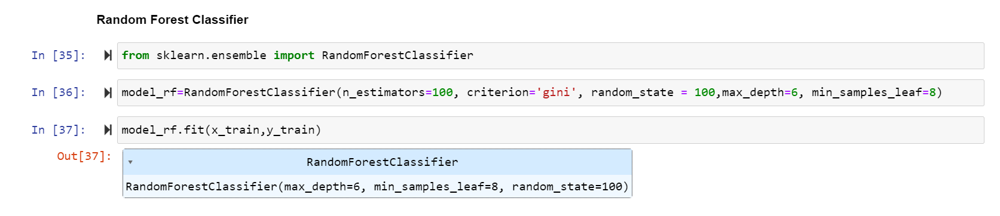 Random Forest Classifier
In [35]: from sklearn.ensemble import RandomForestClassifier
In [36]: model_rf=RandomForestClassifier(n_estimators=100, criterion='gini', random_state = 100,max_depth=6, min_samples_leaf=8)
In [37]: model_rf.fit(x_train,y_train)
Out[37]: RandomForestClassifier
RandomForestClassifier(max_depth=6, min_samples_leaf=8, random_state=100)